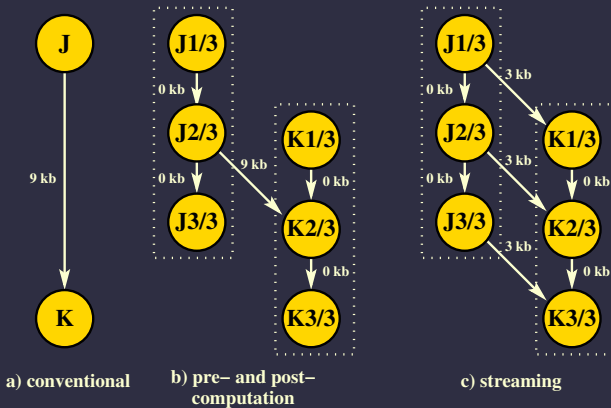 J
9 kb
K
a) conventional
J1/3
0 kb
J2/3
0 kb
J3/3
9 kb
K1/3
0 kb
K2/3
0 kb
K3/3
b) pre− and post−
computation
J1/3
3 kb
0 kb
J2/3
3 kb
0 kb
J3/3
3 kb
K1/3
0 kb
K2/3
0 kb
K3/3
c) streaming